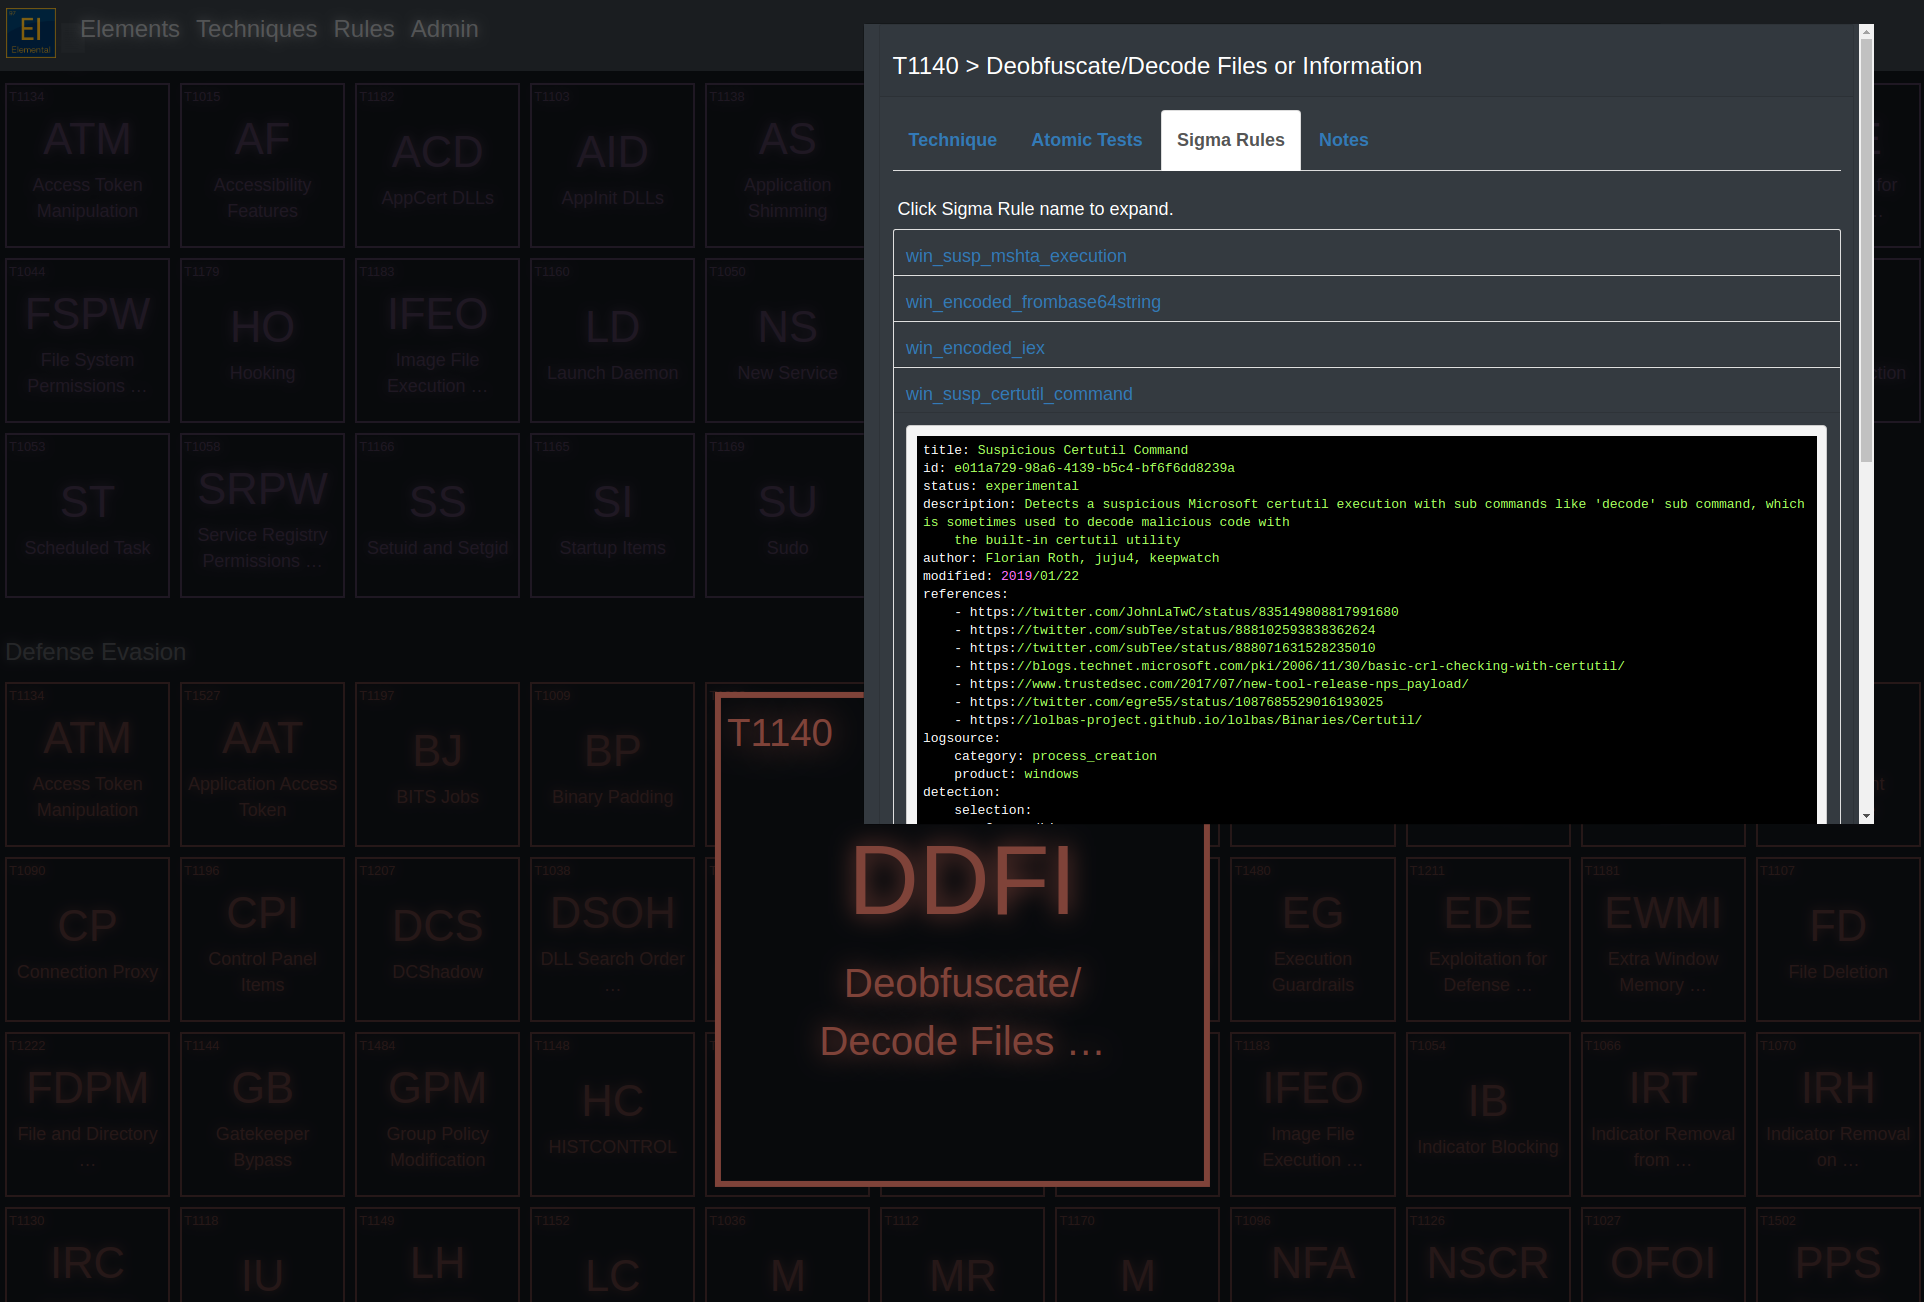 EI
Elemental
Elements Techniques Rules Admin
T1134
ATM
Access Token
Manipulation
T1015
AF
Accessibility
Features
T1182
ACD
AppCert DLLs
T1103
AID
AppInit DLLs
T1138
AS
Application
Shimming
T1044
FSPW
File System
Permissions ...
T1179
HO
Hooking
T1183
IFEO
Image File
Execution ...
T1160
LD
Launch Daemon
T1050
NS
New Service
T1053
ST
Scheduled Task
T1058
SRPW
Service Registry
Permissions ...
T1166
SS
Setuid and Setgid
T1165
SI
Startup Items
T1169
SU
Sudo
T1140 > Deobfuscate/Decode Files or Information
Technique Atomic Tests Sigma Rules Notes
Click Sigma Rule name to expand.
win_susp_mshta_execution
win_encoded_frombase64string
win_encoded_iex
win_susp_certutil_command
title: Suspicious Certutil Command
id: e011a729-98a6-4139-b5c4-bf6f6dd8239a
status: experimental
description: Detects a suspicious Microsoft certutil execution with sub commands like 'decode' sub command, which
is sometimes used to decode malicious code with
the built-in certutil utility
author: Florian Roth, juju4, keepwatch
modified: 2019/01/22
references:
- https://twitter.com/JohnLaTwC/status/835149808817991680
- https://twitter.com/subTee/status/888102593838362624
- https://twitter.com/subTee/status/888071631528235010
- https://blogs.technet.microsoft.com/pki/2006/11/30/basic-crl-checking-with-certutil/
- https://www.trustedsec.com/2017/07/new-tool-release-nps_payload/
- https://twitter.com/egre55/status/1087685529016193025
- https://lolbas-project.github.io/lolbas/Binaries/Certutil/
logsource:
category: process_creation
product: windows
detection:
selection:
Defense Evasion
T1134
ATM
Access Token
Manipulation
T1527
AAT
Application Access
Token
T1197
BJ
BITS Jobs
T1009
BP
Binary Padding
T1140
DDFI
Deobfuscate/
Decode Files ...
T1090
CP
Connection Proxy
T1196
CPI
Control Panel
Items
T1207
DCS
DCShadow
T1038
DSOH
DLL Search Order
...
T1480
EG
Execution
Guardrails
T1211
EDE
Exploitation for
Defense ...
T1181
EWMI
Extra Window
Memory ...
T1107
FD
File Deletion
T1222
FDPM
File and Directory
...
T1144
GB
Gatekeeper
Bypass
T1484
GPM
Group Policy
Modification
T1148
HC
HISTCONTROL
T1183
IFEO
Image File
Execution ...
T1054
IB
Indicator Blocking
T1066
IRT
Indicator Removal
from ...
T1070
IRH
Indicator Removal
on ...
T1130
IRC
T1118
IU
T1149
LH
T1152
LC
T1036
M
T1112
MR
T1170
M
T1096
NFA
T1126
NSCR
T1027
OFOI
T1502
PPS